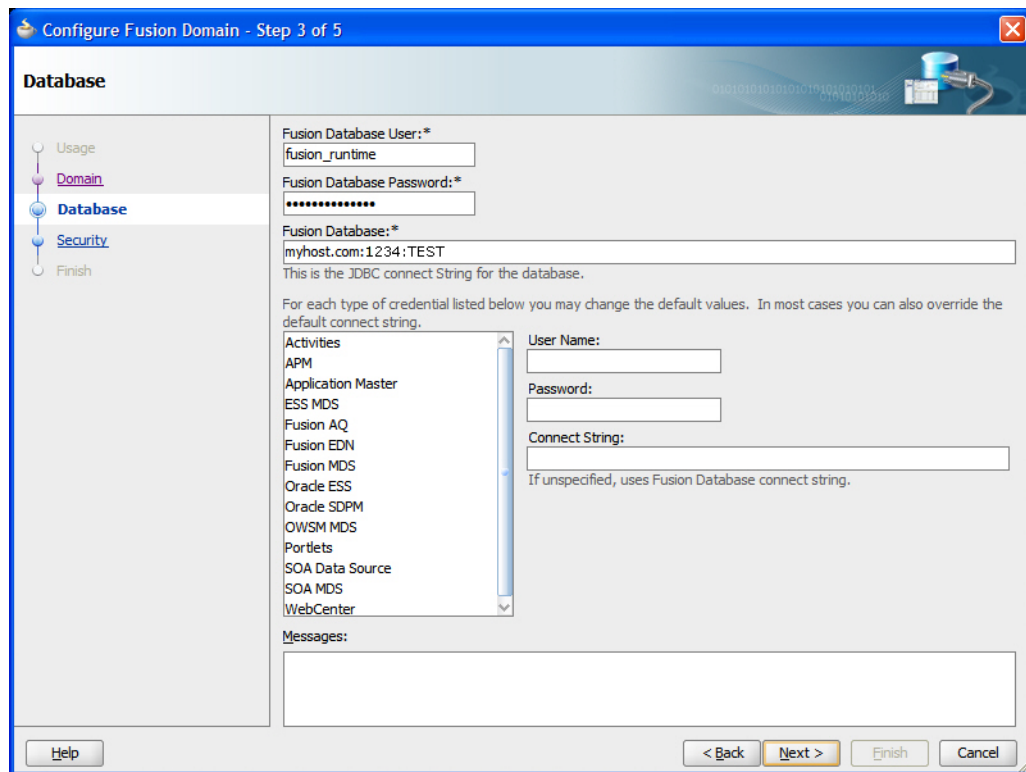 Configure Fusion Domain - Step 3 of 5
Database
Usage
Domain
Database
Security
Finish
Fusion Database User:*
fusion_runtime
Fusion Database Password:*
••••••••••••••
Fusion Database:*
myhost.com:1234:TEST
This is the JDBC connect String for the database.
For each type of credential listed below you may change the default values. In most cases you can also override the
default connect string.
Activities
APM
Application Master
ESS MDS
Fusion AQ
Fusion EDN
Fusion MDS
Oracle ESS
Oracle SDPM
OWSM MDS
Portlets
SOA Data Source
SOA MDS
WebCenter
User Name:
Password:
Connect String:
If unspecified, uses Fusion Database connect string.
Messages:
Help
< Back
Next >
Finish
Cancel